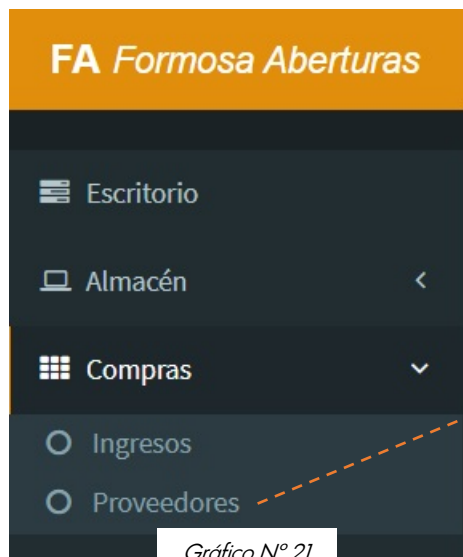 FA Formosa Aberturas
Escritorio
Almacén
Compras
Ingresos
Proveedores
Gráfico N° 21